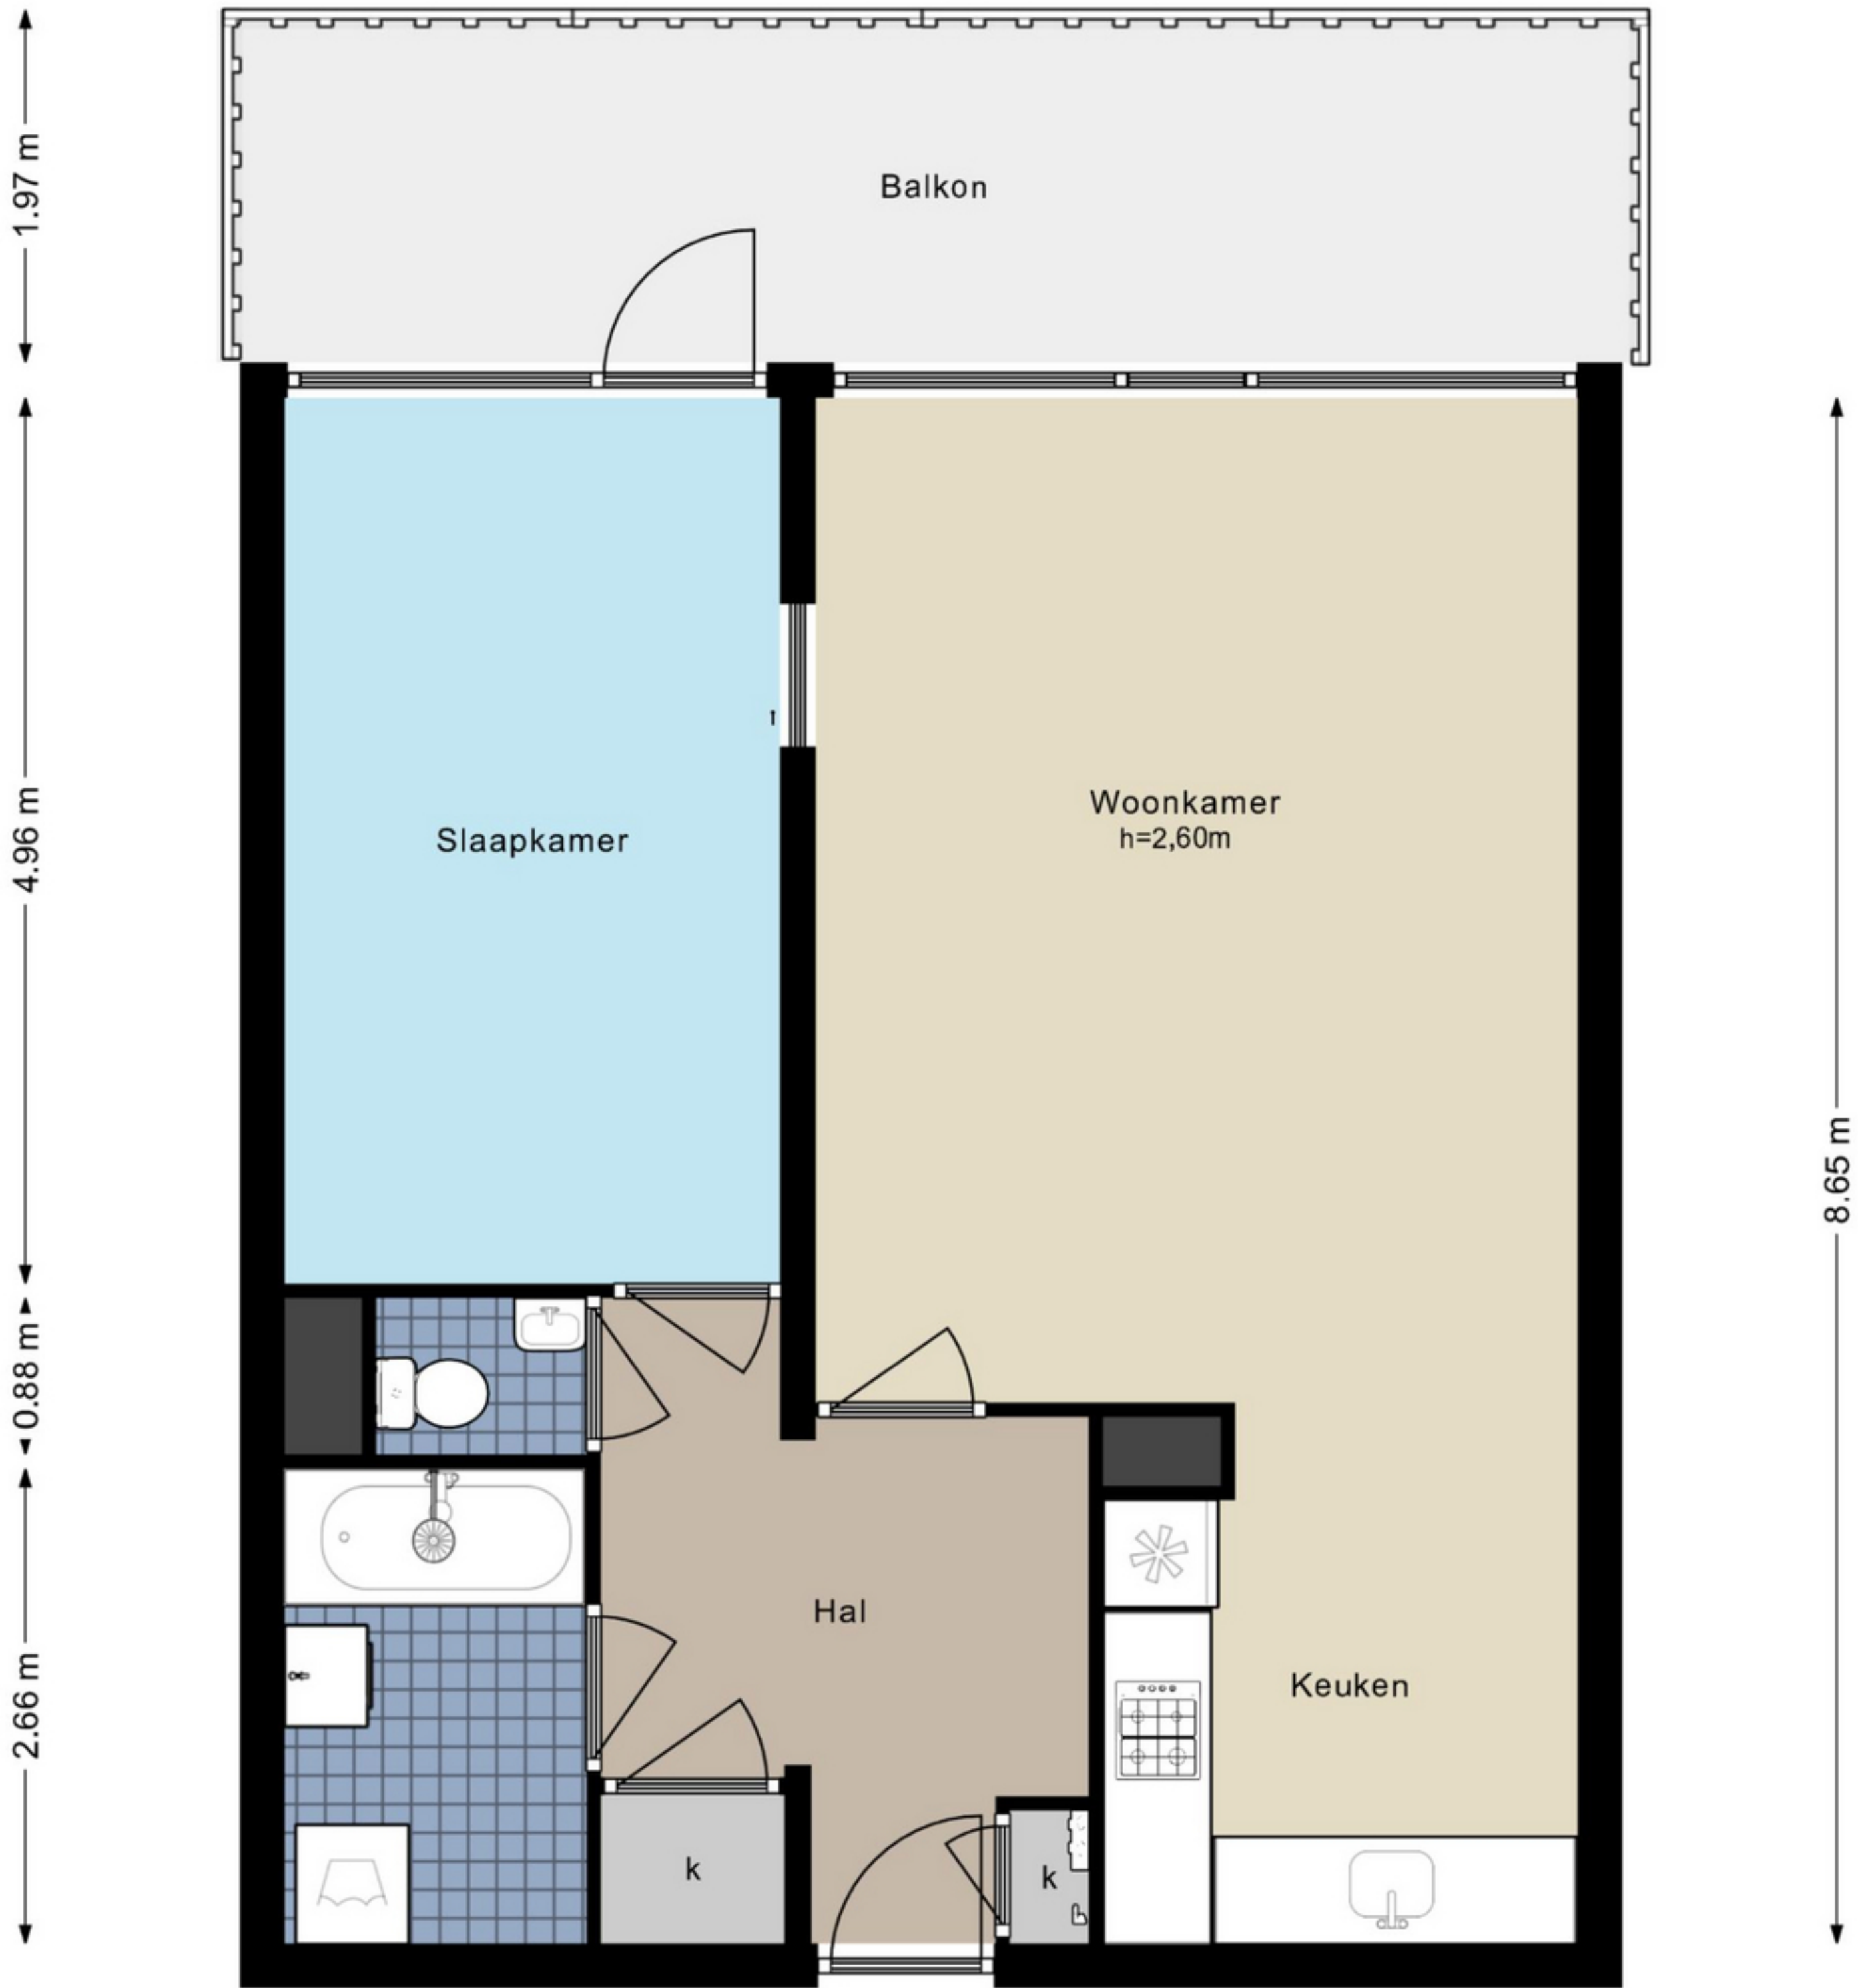 1.97 m
Balkon
4.96 m
Slaapkamer
Woonkamer
h=2,60m
8.65 m
0.88 m
Hal
2.66 m
Keuken
k
k